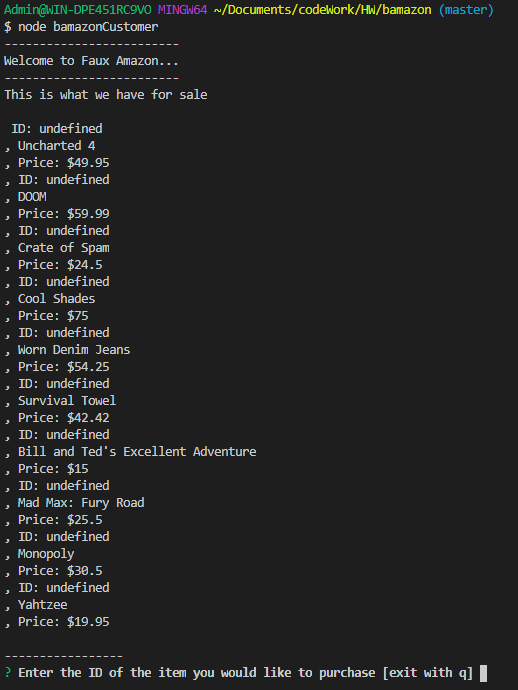 Admin@WIN-DPE451RC9VO MINGW64 ~/Documents/codeWork/HW/bamazon (master)
$ node bamazonCustomer
--------------------------
Welcome to Faux Amazon...
--------------------------
This is what we have for sale
ID: undefined
, Uncharted 4
, Price: $49.95
, ID: undefined
, DOOM
, Price: $59.99
, ID: undefined
, Crate of Spam
, Price: $24.5
, ID: undefined
, Cool Shades
, Price: $75
, ID: undefined
, Worn Denim Jeans
, Price: $54.25
, ID: undefined
, Survival Towel
, Price: $42.42
, ID: undefined
, Bill and Ted's Excellent Adventure
, Price: $15
, ID: undefined
, Mad Max: Fury Road
, Price: $25.5
, ID: undefined
, Monopoly
, Price: $30.5
, ID: undefined
, Yahtzee
, Price: $19.95
-----------------
? Enter the ID of the item you would like to purchase [exit with q]